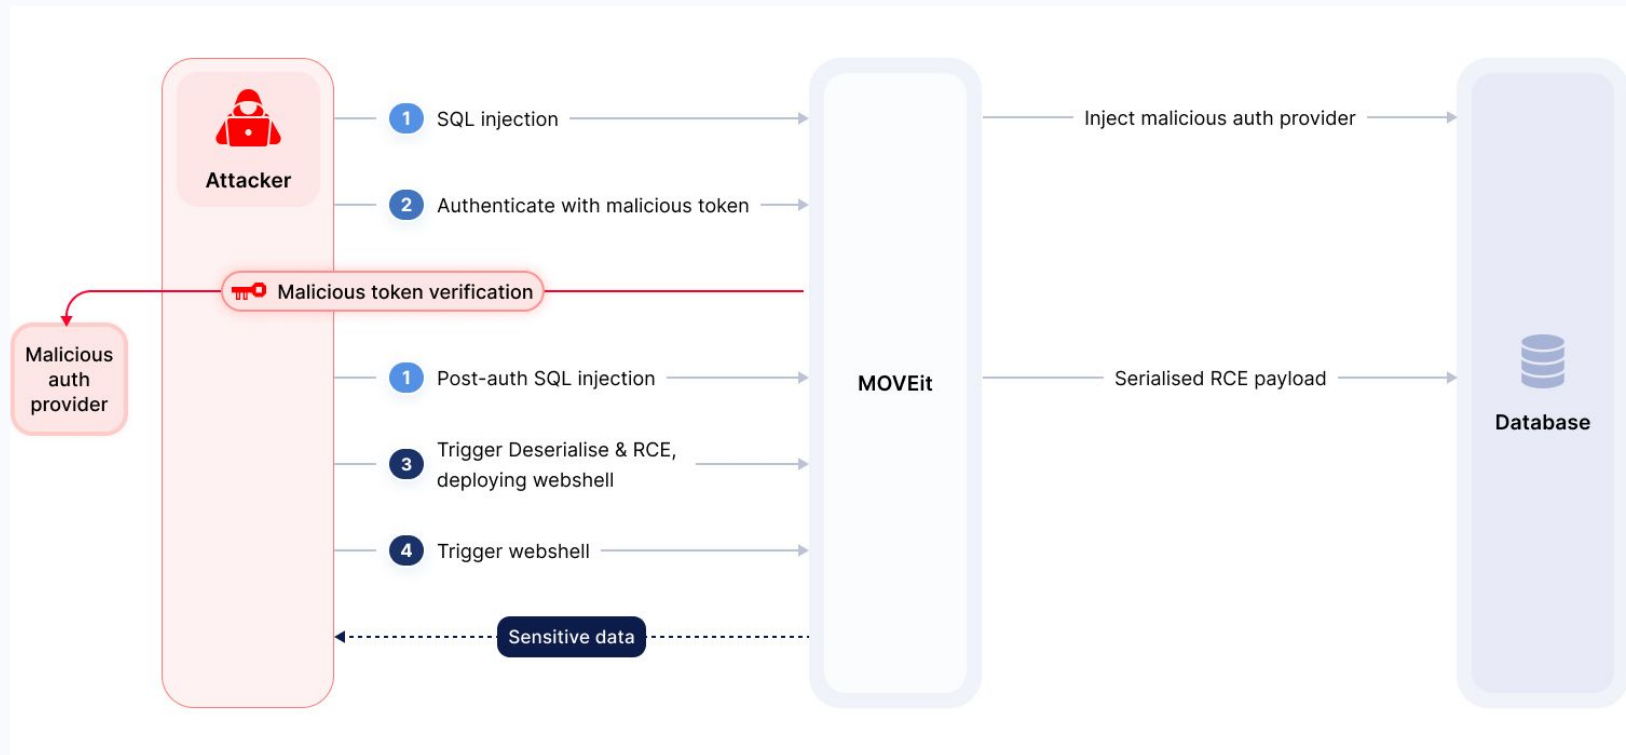 Attacker
1 SQL injection
Inject malicious auth provider
2 Authenticate with malicious token
Malicious token verification
Malicious
auth
provider
1 Post-auth SQL injection
MOVEit
Serialised RCE payload
Database
3 Trigger Deserialise & RCE,
deploying webshell
4 Trigger webshell
Sensitive data